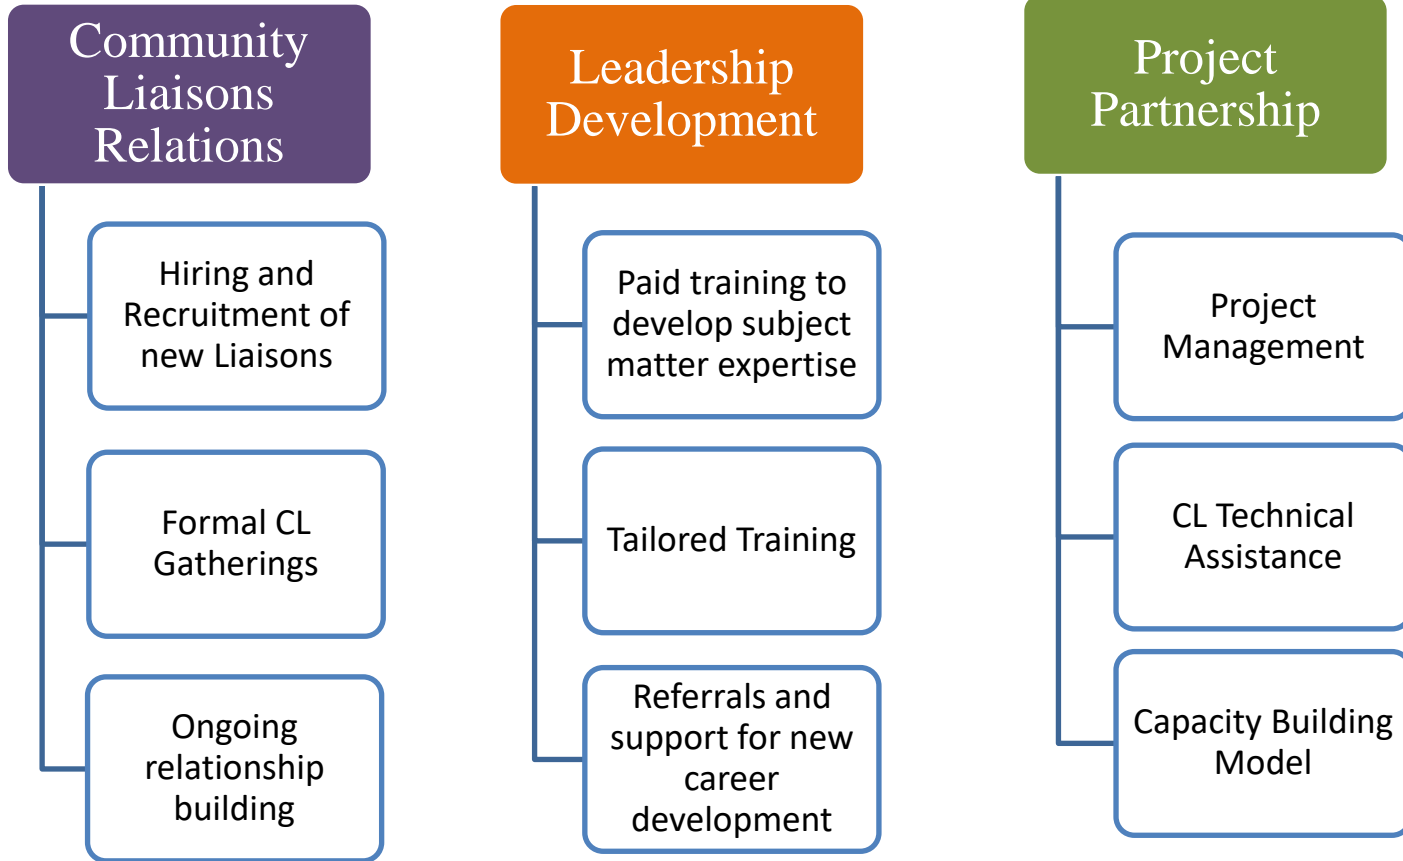 Community
Liaisons
Relations
Hiring and
Recruitment of
new Liaisons
Formal CL
Gatherings
Ongoing
relationship
building
Leadership
Development
Paid training to
develop subject
matter expertise
Tailored Training
Referrals and
support for new
career
development
Project
Partnership
Project
Management
CL Technical
Assistance
Capacity Building
Model